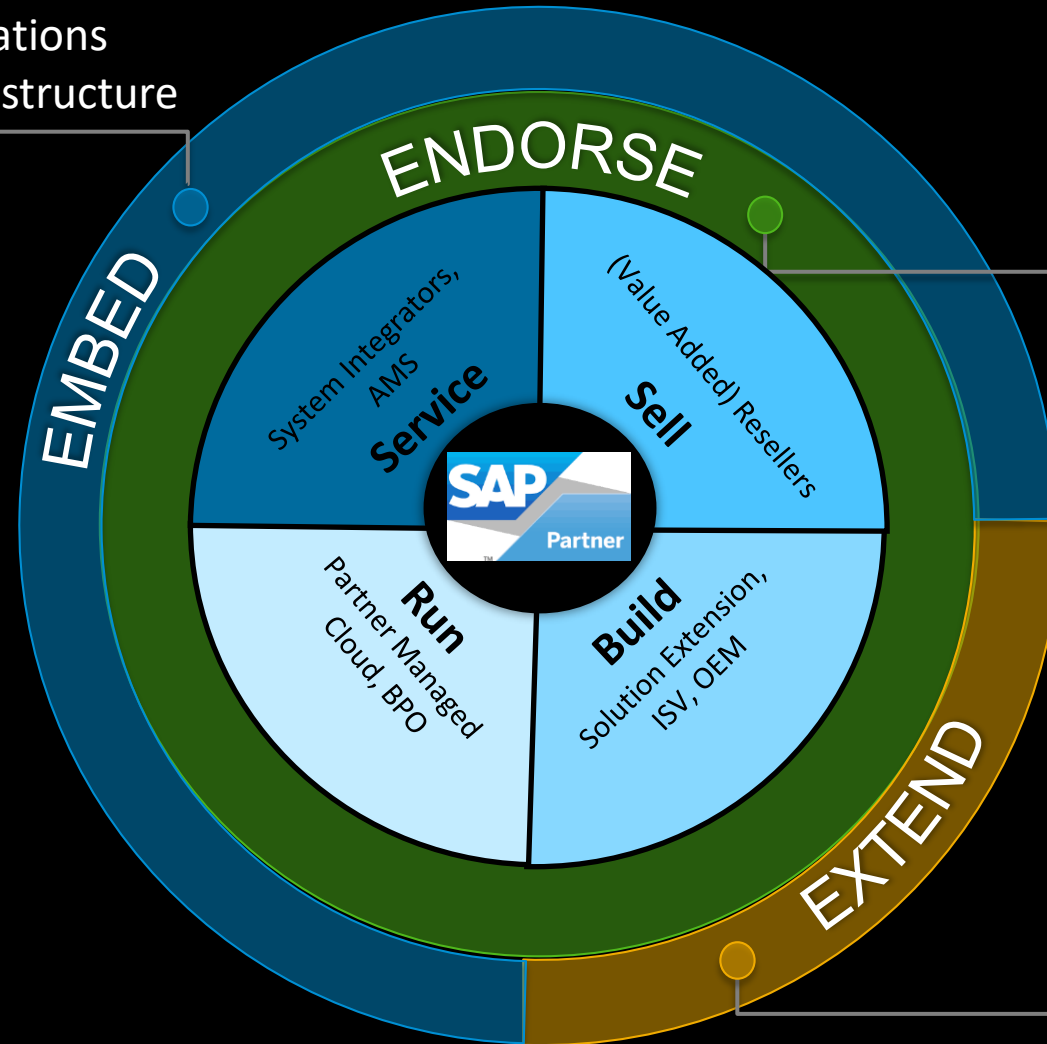 ations
structure
ENDORSE
EMBED
System Integrators,
AMS
Service
(Value Added) Resellers
Sell
SAP
Partner
TM
Run
Partner Managed
Cloud, BPO
Build
Solution Extension,
ISV, OEM
EXTEND